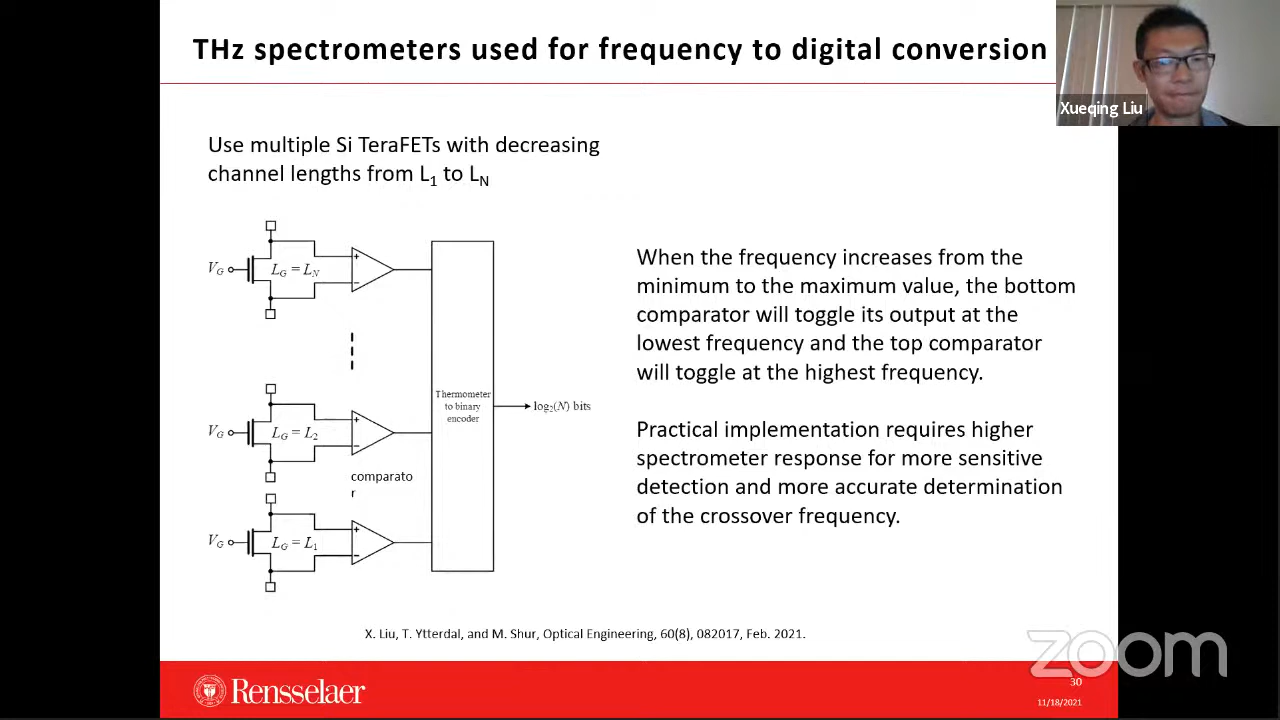 THz spectrometers used for frequency to digital conversion
Xueqing Liu
Use multiple Si TeraFETs with decreasing
channel lengths from L1 to LN
VG
LG = LN
+
−
VG
LG = L2
+
−
comparato
r
VG
LG = L1
+
−
Thermometer
to binary
encoder
log2(N) bits
When the frequency increases from the
minimum to the maximum value, the bottom
comparator will toggle its output at the
lowest frequency and the top comparator
will toggle at the highest frequency.
Practical implementation requires higher
spectrometer response for more sensitive
detection and more accurate determination
of the crossover frequency.
X. Liu, T. Ytterdal, and M. Shur, Optical Engineering, 60(8), 082017, Feb. 2021.
zoom
Rensselaer
30
11/18/2021